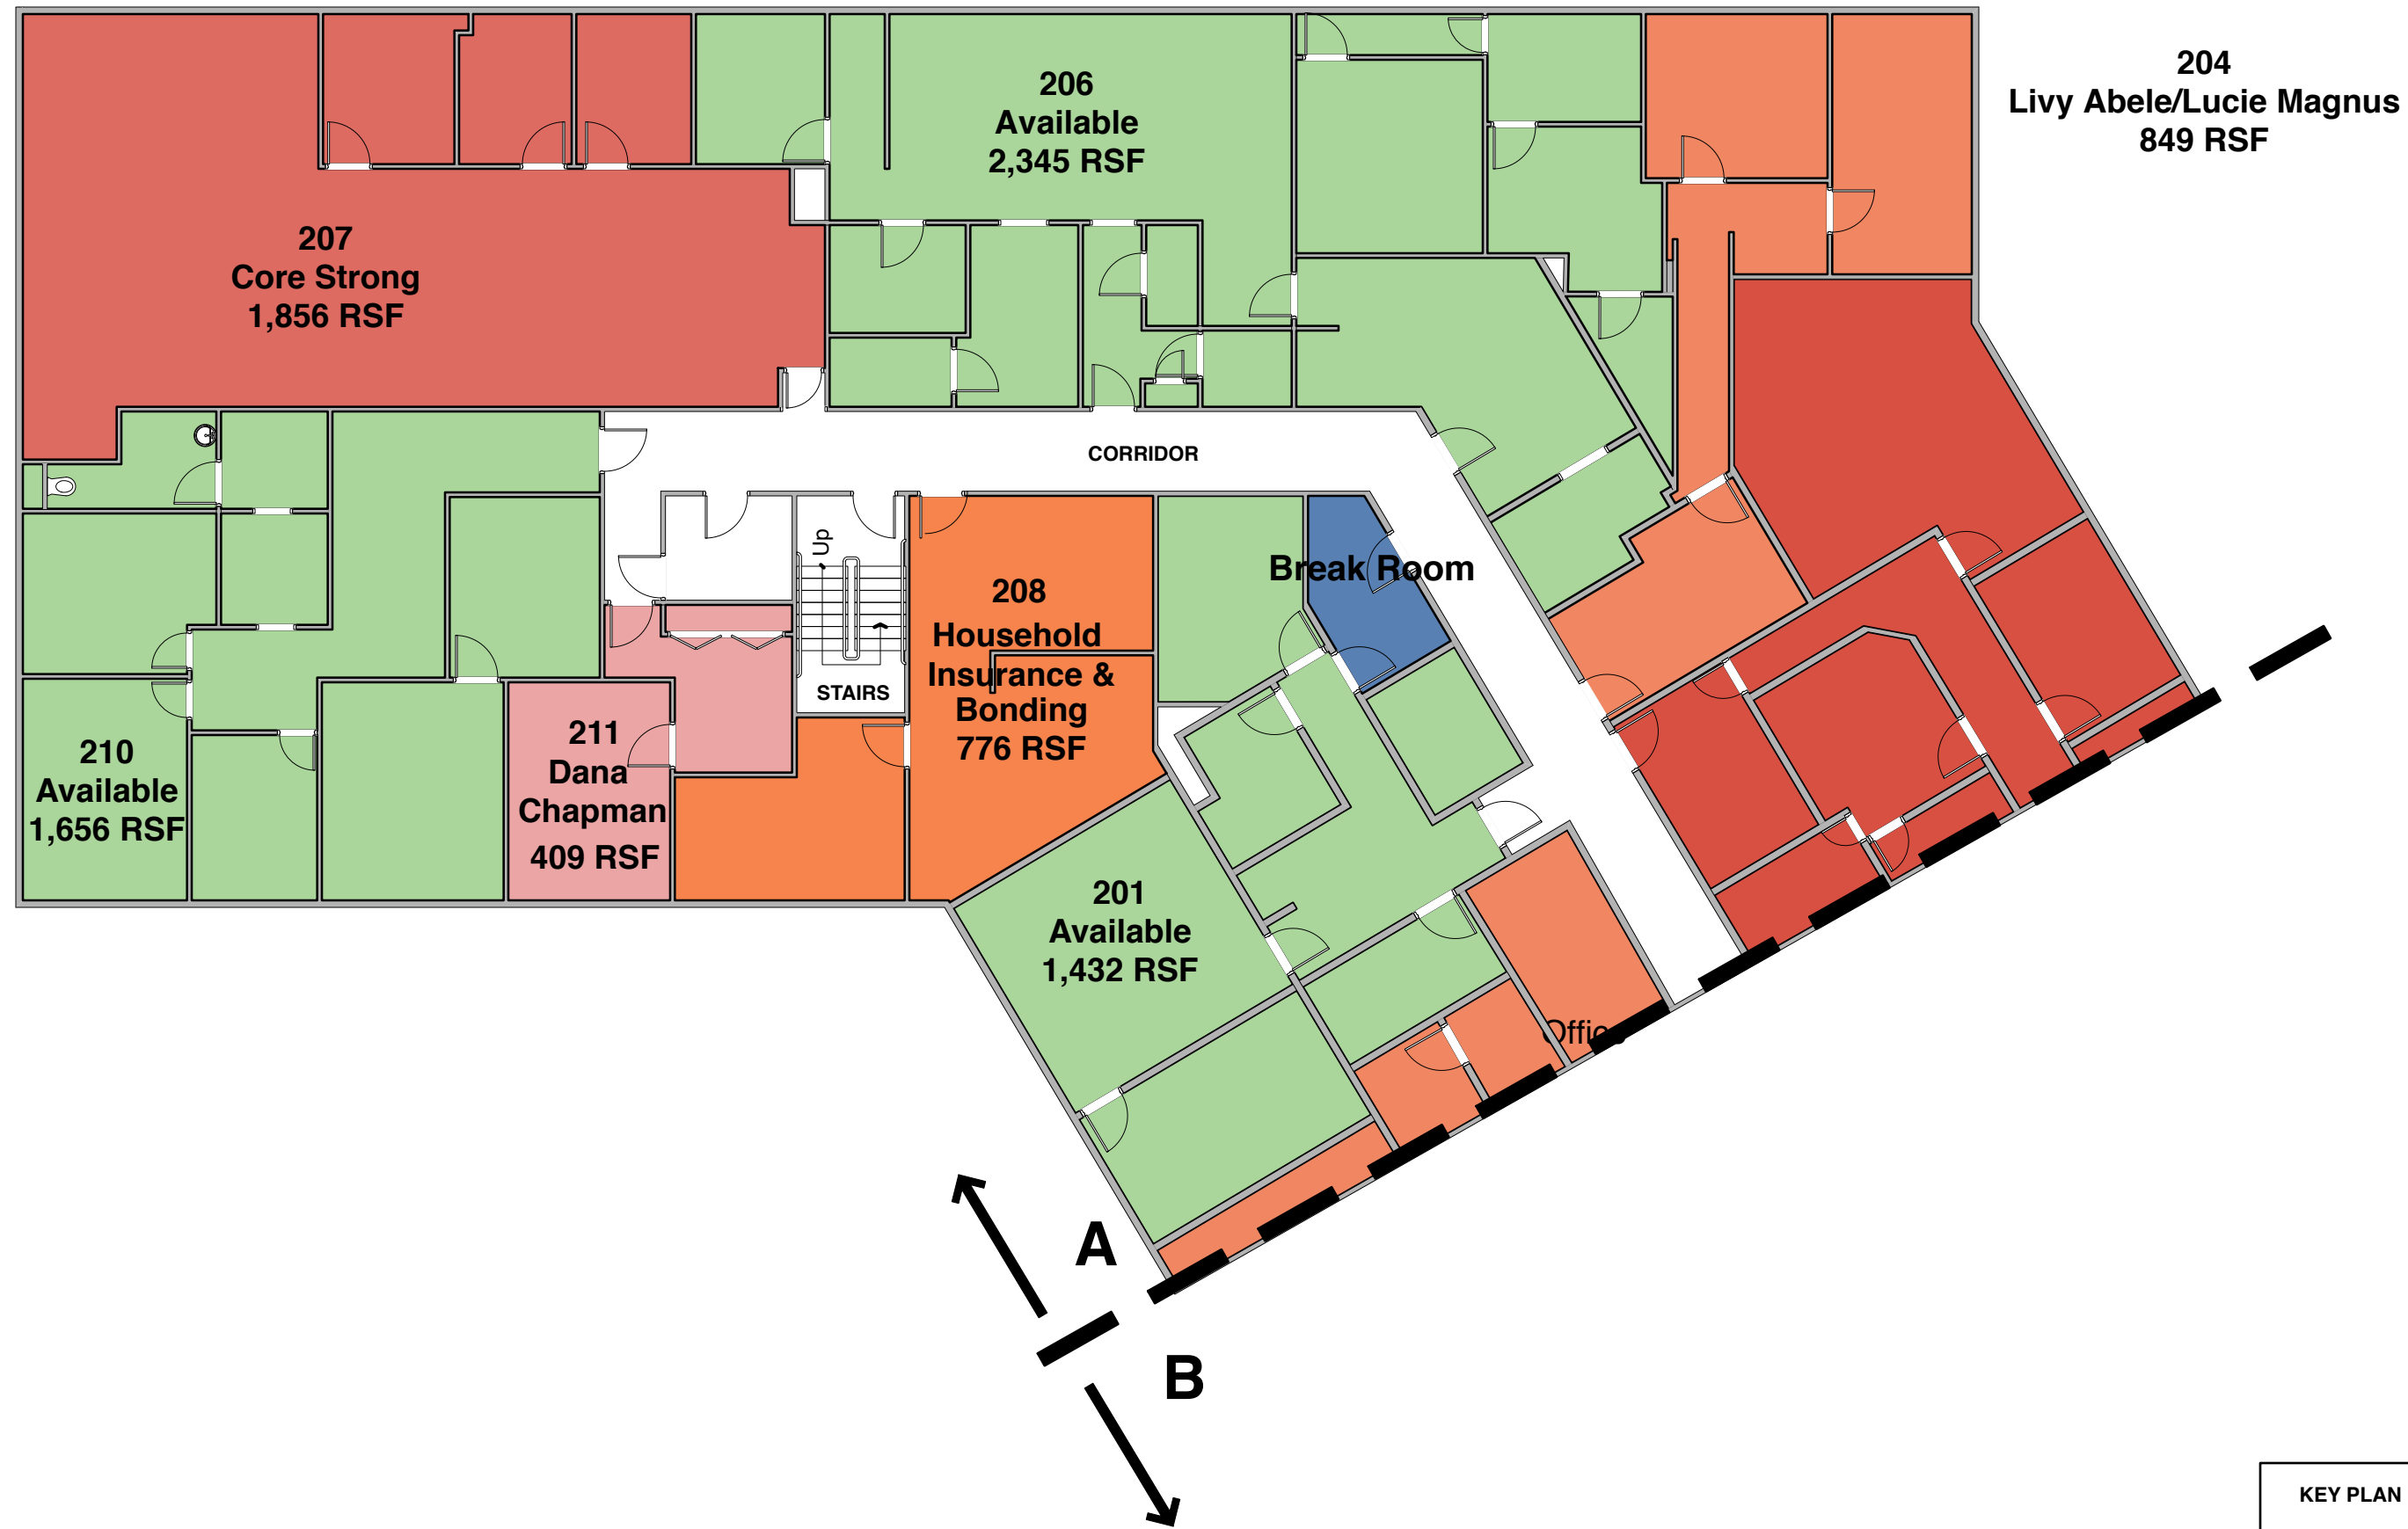 204
Livy Abele/Lucie Magnus
849 RSF
206
Available
2,345 RSF
207
Core Strong
1,856 RSF
CORRIDOR
Up
STAIRS
Break Room
208
Household
Insurance &
Bonding
776 RSF
211
Dana
Chapman
409 RSF
210
Available
1,656 RSF
201
Available
1,432 RSF
A
B
KEY PLAN